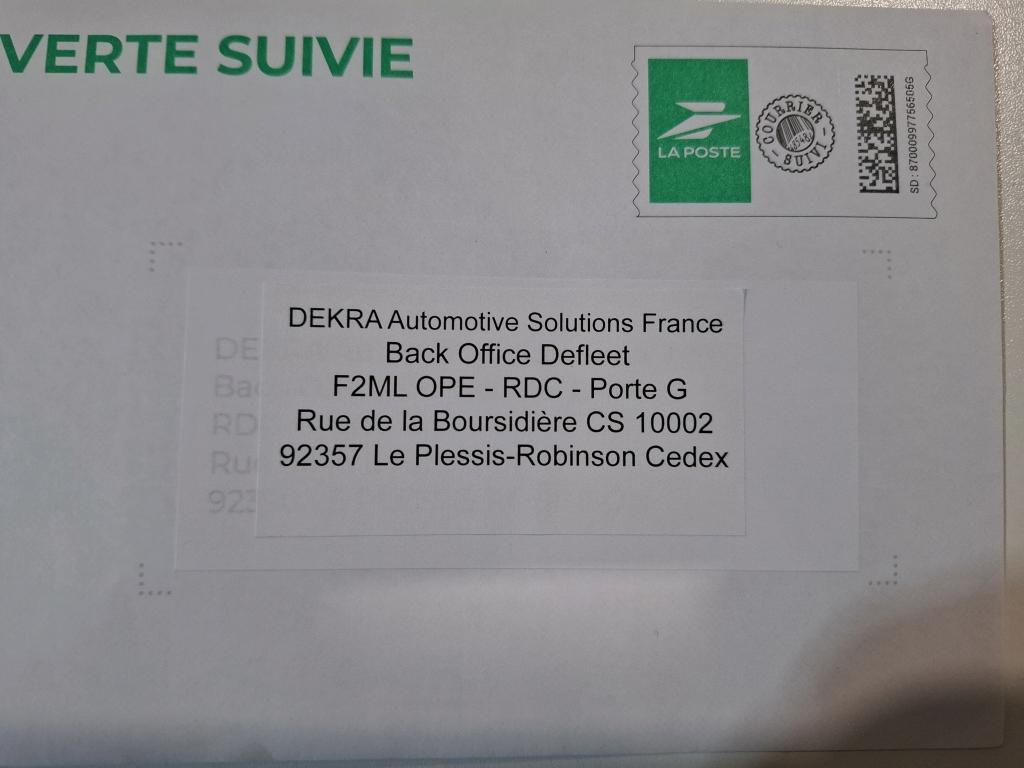 VERTE SUIVIE
LA POSTE
COURRIER
SUIVI
SD : 87000997756505G
DEKRA Automotive Solutions France
Back Office Defleet
F2ML OPE - RDC - Porte G
Rue de la Boursidière CS 10002
92357 Le Plessis-Robinson Cedex